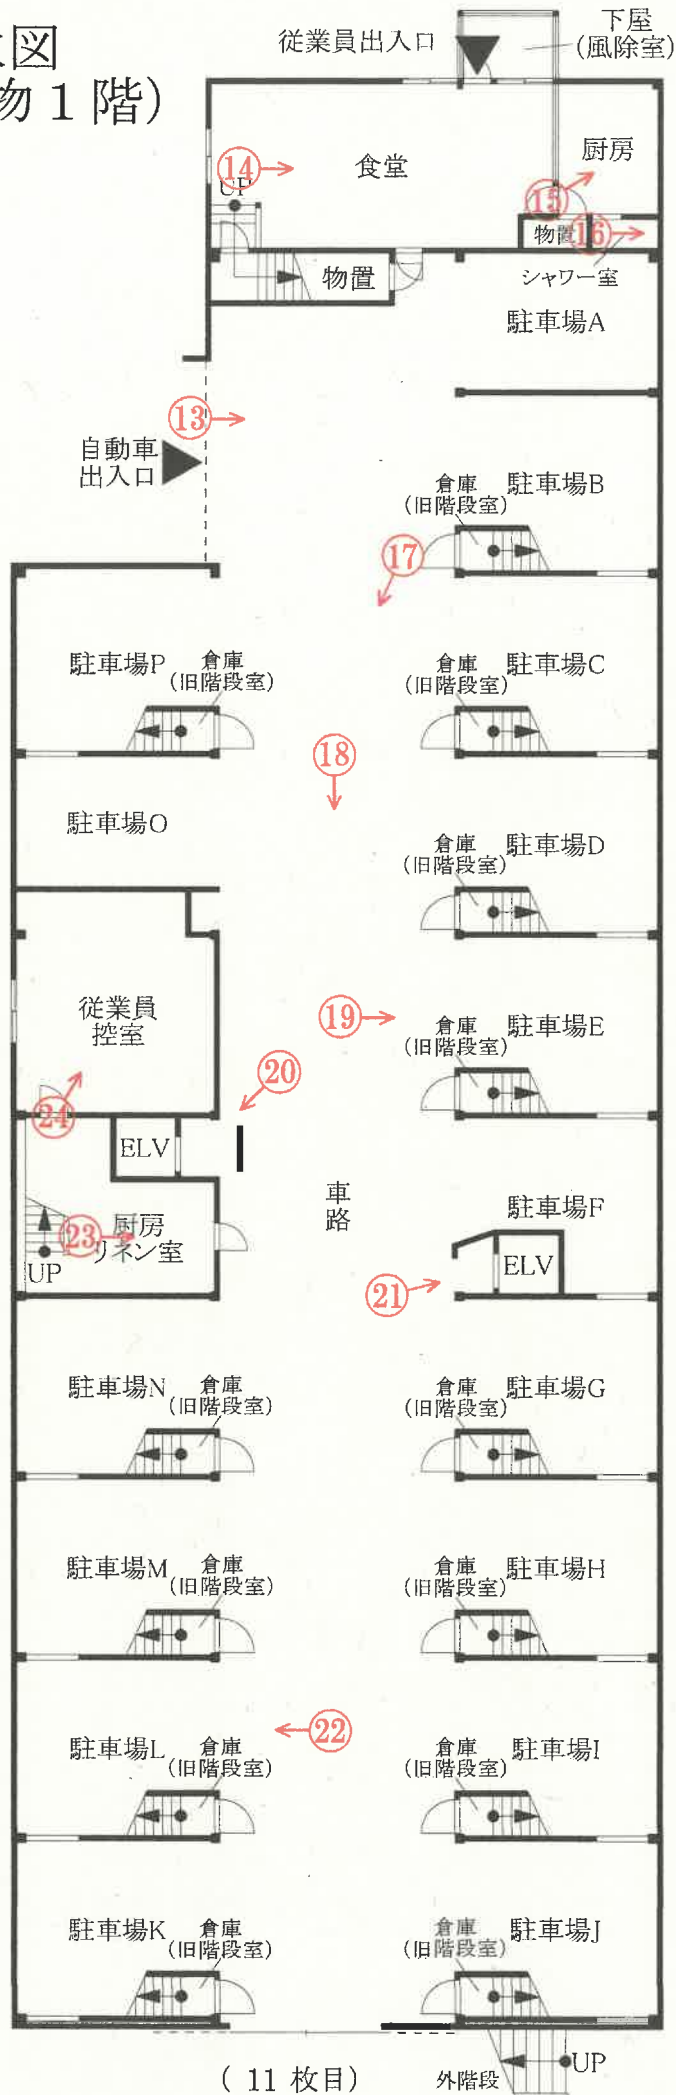 図
物１階)
従業員出入口
下屋
(風除室)
⑭
食堂
厨房
UP
⑮
物置
⑯
物置
シャワー室
駐車場A
⑬
自動車
出入口
倉庫
(旧階段室)
駐車場B
⑰
駐車場P
倉庫
(旧階段室)
倉庫
(旧階段室)
駐車場C
⑱
駐車場O
倉庫
(旧階段室)
駐車場D
従業員
控室
⑲
倉庫
(旧階段室)
駐車場E
⑳
㉔
ELV
車路
駐車場F
㉓
厨房
リネン室
UP
ELV
㉑
駐車場N
倉庫
(旧階段室)
倉庫
(旧階段室)
駐車場G
駐車場M
倉庫
(旧階段室)
倉庫
(旧階段室)
駐車場H
㉒
駐車場L
倉庫
(旧階段室)
倉庫
(旧階段室)
駐車場I
駐車場K
倉庫
(旧階段室)
倉庫
(旧階段室)
駐車場J
( 11 枚目)
外階段
UP